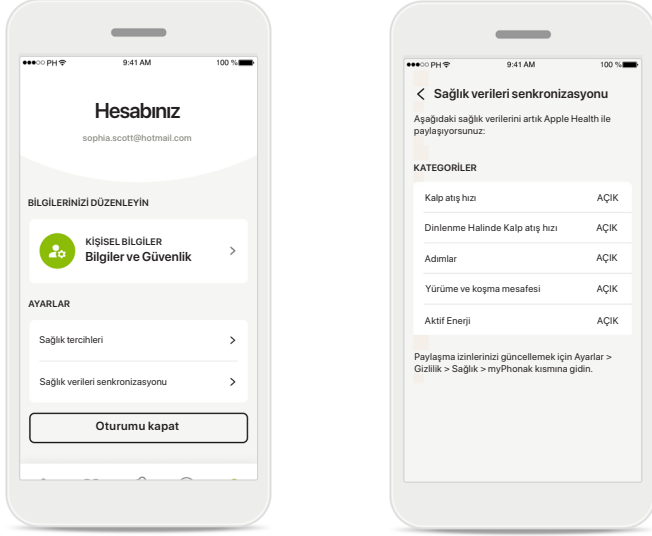 PH
9:41 AM
100 %
Hesabınız
sophia.scott@hotmail.com
BİLGİLERİNİZİ DÜZENLEYİN
KİŞİSEL BİLGİLER
Bilgiler ve Güvenlik
AYARLAR
Sağlık tercihleri
Sağlık verileri senkronizasyonu
Oturumu kapat
PH
9:41 AM
100 %
Sağlık verileri senkronizasyonu
Aşağıdaki sağlık verilerini artık Apple Health ile
paylaşıyorsunuz:
KATEGORİLER
Kalp atış hızı AÇIK
Dinlenme Halinde Kalp atış hızı AÇIK
Adımlar AÇIK
Yürüme ve koşma mesafesi AÇIK
Aktif Enerji AÇIK
Paylaşma izinlerinizi güncellemek için Ayarlar >
Gizlilik > Sağlık > myPhonak kısmına gidin.